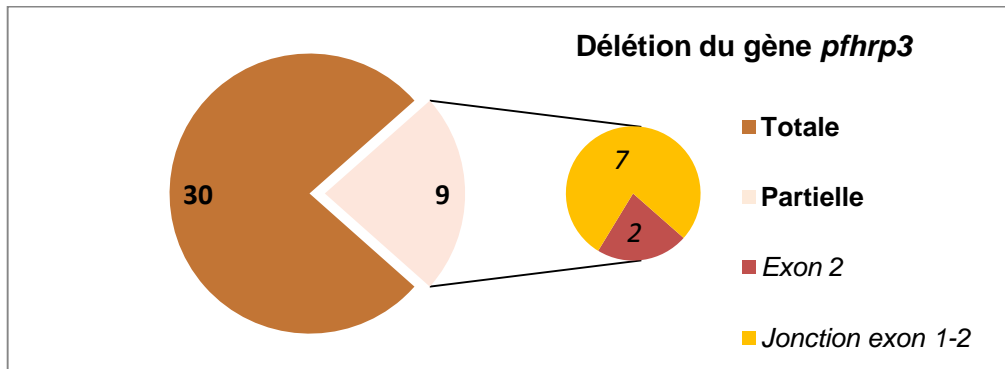 Délétion du gène pfhrp3
30
9
7
2
Totale
Partielle
Exon 2
Jonction exon 1-2